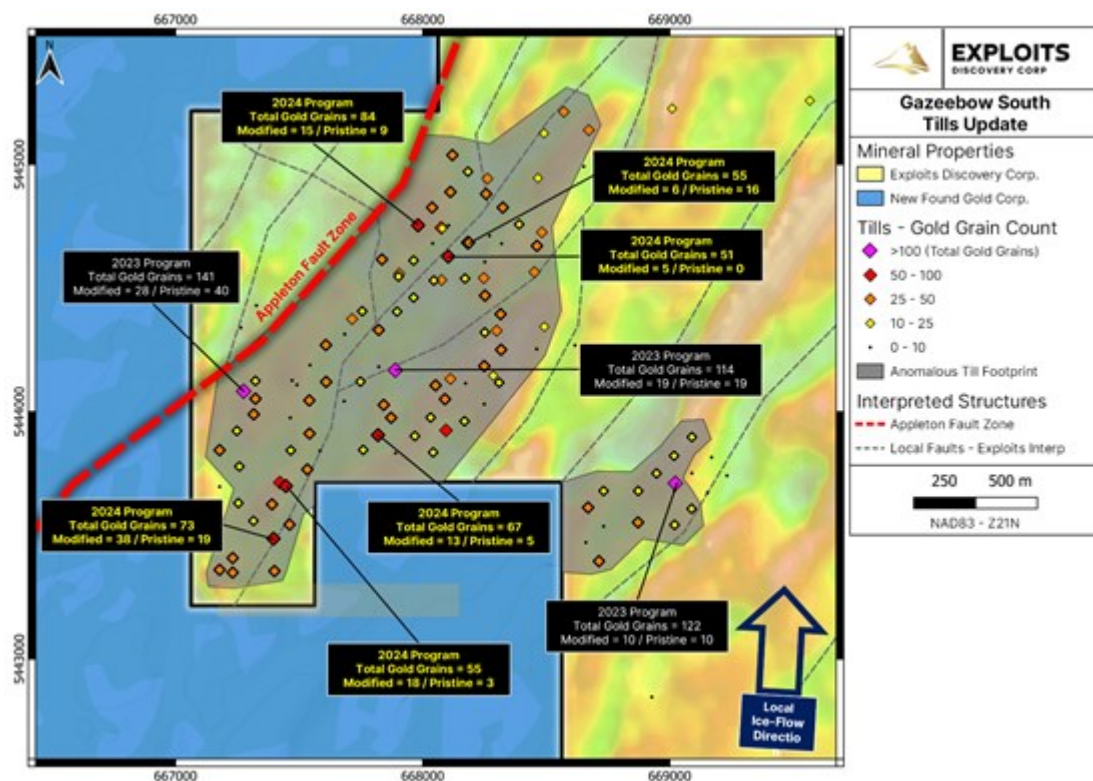 667000
668000
669000
N
5445000
5444000
5443000
2024 Program
Total Gold Grains = 84
Modified = 15 / Pristine = 9
2024 Program
Total Gold Grains = 55
Modified = 6 / Pristine = 16
2024 Program
Total Gold Grains = 51
Modified = 5 / Pristine = 0
2023 Program
Total Gold Grains = 141
Modified = 28 / Pristine = 40
Appleton Fault Zone
2023 Program
Total Gold Grains = 114
Modified = 19 / Pristine = 19
2024 Program
Total Gold Grains = 73
Modified = 38 / Pristine = 19
2024 Program
Total Gold Grains = 67
Modified = 13 / Pristine = 5
2023 Program
Total Gold Grains = 122
Modified = 10 / Pristine = 10
2024 Program
Total Gold Grains = 55
Modified = 18 / Pristine = 3
Local
Ice-Flow
Directio
n
667000
668000
669000
EXPLOITS
DISCOVERY CORP
Gazeebow South
Tills Update
Mineral Properties
Exploits Discovery Corp.
New Found Gold Corp.
Tills - Gold Grain Count
>100 (Total Gold Grains)
50 - 100
25 - 50
10 - 25
0 - 10
Anomalous Till Footprint
Interpreted Structures
Appleton Fault Zone
Local Faults - Exploits Interp
250 500 m
NAD83 - Z21N